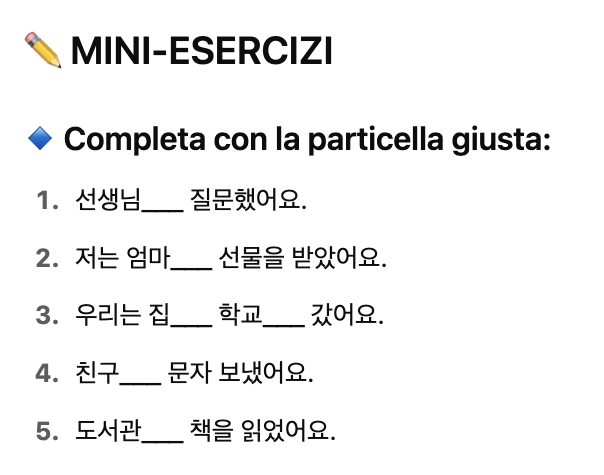 ✏️ MINI-ESERCIZI
🔹 Completa con la particella giusta:
1. 선생님___ 질문했어요.
2. 저는 엄마___ 선물을 받았어요.
3. 우리는 집___ 학교___ 갔어요.
4. 친구___ 문자 보냈어요.
5. 도서관___ 책을 읽었어요.